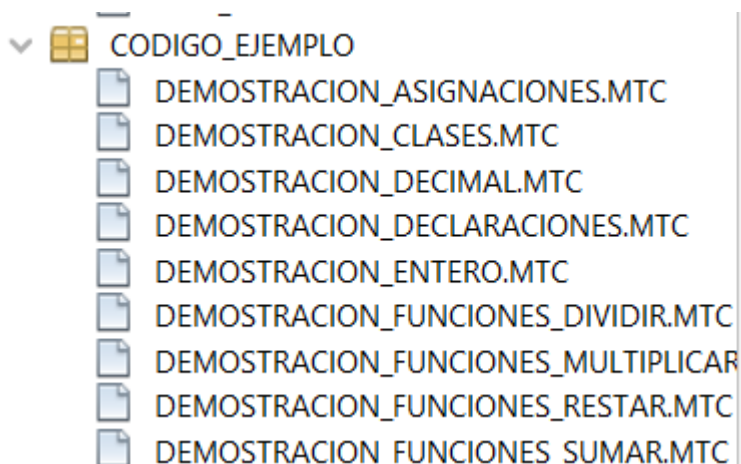 CODIGO_EJEMPLO
DEMOSTRACION_ASIGNACIONES.MTC
DEMOSTRACION_CLASES.MTC
DEMOSTRACION_DECIMAL.MTC
DEMOSTRACION_DECLARACIONES.MTC
DEMOSTRACION_ENTERO.MTC
DEMOSTRACION_FUNCIONES_DIVIDIR.MTC
DEMOSTRACION_FUNCIONES_MULTIPLICAR
DEMOSTRACION_FUNCIONES_RESTAR.MTC
DEMOSTRACION_FUNCIONES_SUMAR.MTC